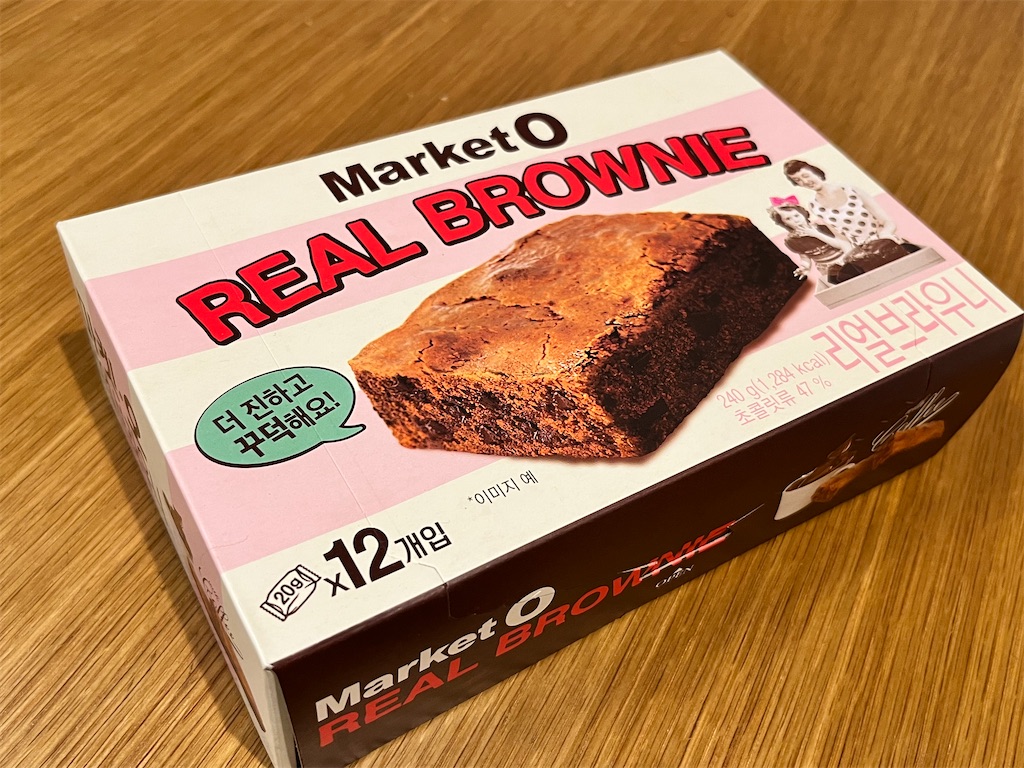 Market O
REAL BROWNIE
더 진하고
꾸덕해요!
240 g(1,284 kcal)
초콜릿류 47 %
리얼브라우니
*이미지 예
20g
x12개입
Market O
REAL BROWNIE
OPEN
Coffee